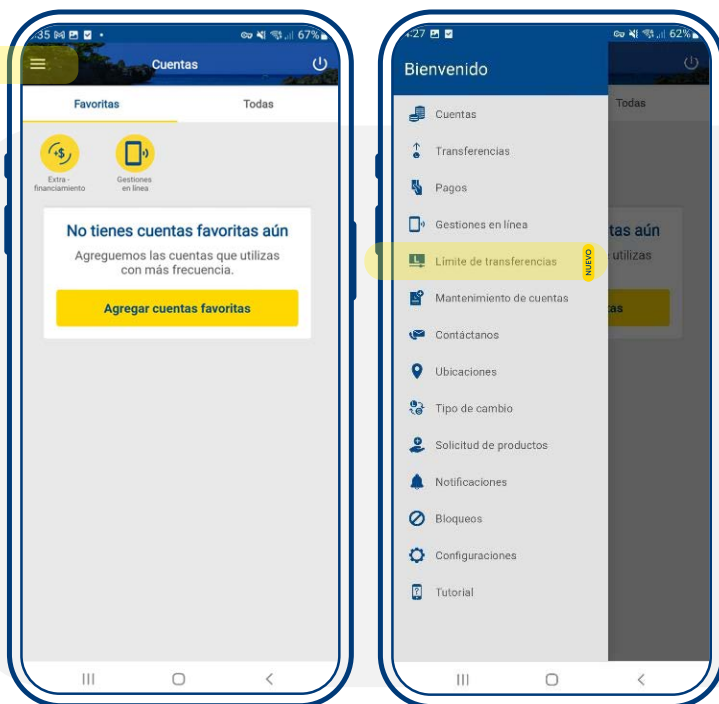 :35
67%
Cuentas
Favoritas
Todas
Extra-
financiamiento
Gestiones
en línea
No tienes cuentas favoritas aún
Agreguemos las cuentas que utilizas
con más frecuencia.
Agregar cuentas favoritas
:27
62%
Bienvenido
Todas
Cuentas
Transferencias
Pagos
Gestiones en línea
tas aún
Limite de transferencias
NUEVO
utilizas
Mantenimiento de cuentas
tas
Contáctanos
Ubicaciones
Tipo de cambio
Solicitud de productos
Notificaciones
Bloqueos
Configuraciones
Tutorial